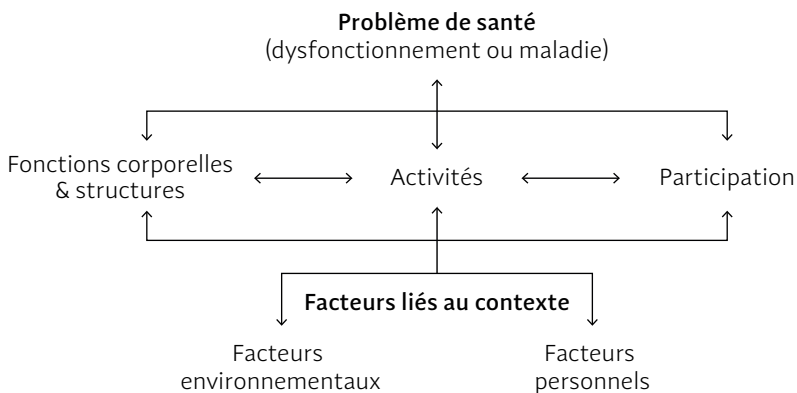 Problème de santé
(dysfonctionnement ou maladie)
Fonctions corporelles
& structures
Activités
Participation
Facteurs liés au contexte
Facteurs
environnementaux
Facteurs
personnels